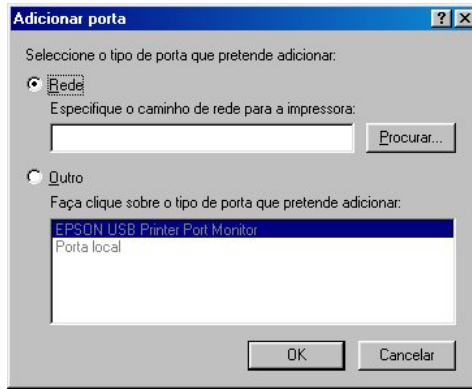 Adicionar porta
Seleccione o tipo de porta que pretende adicionar:
Rede
Especifique o caminho de rede para a impressora:
Procurar...
Outro
Faça clique sobre o tipo de porta que pretende adicionar:
EPSON USB Printer Port Monitor
Porta local
OK Cancelar